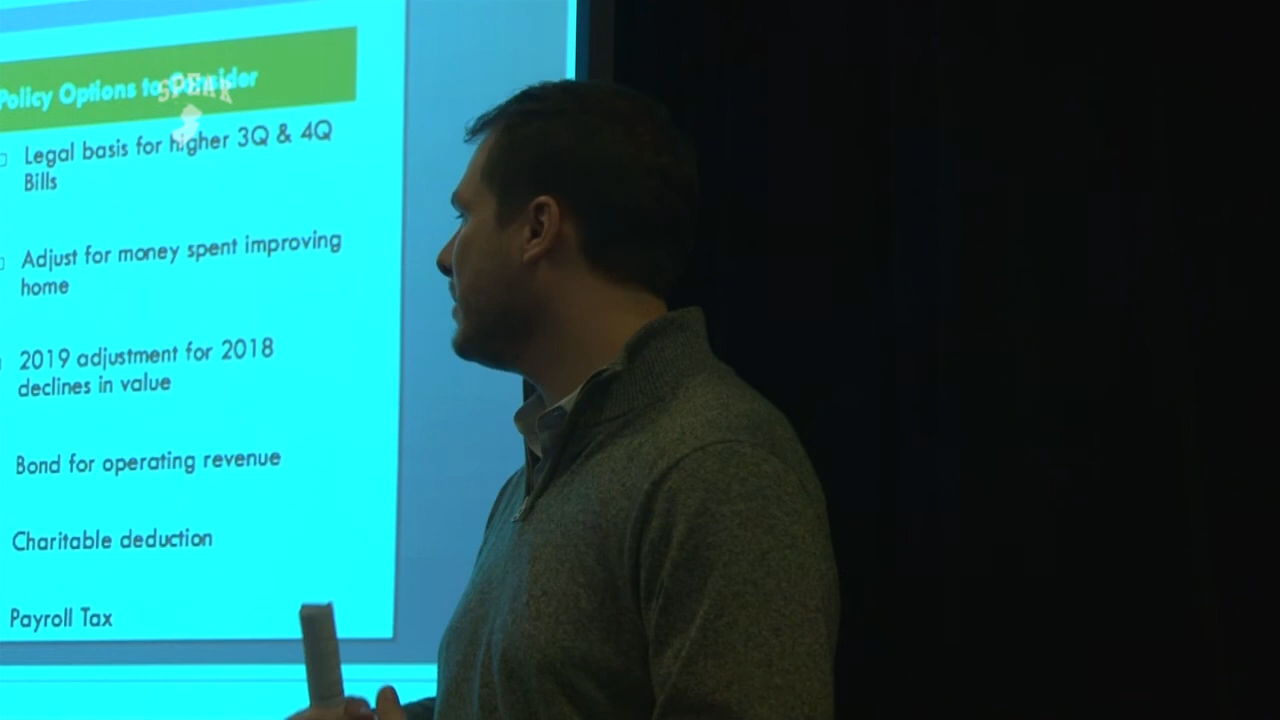 Policy Options to Consider
SPEAK
Legal basis for higher 3Q & 4Q
Bills
Adjust for money spent improving
home
2019 adjustment for 2018
declines in value
Bond for operating revenue
Charitable deduction
Payroll Tax